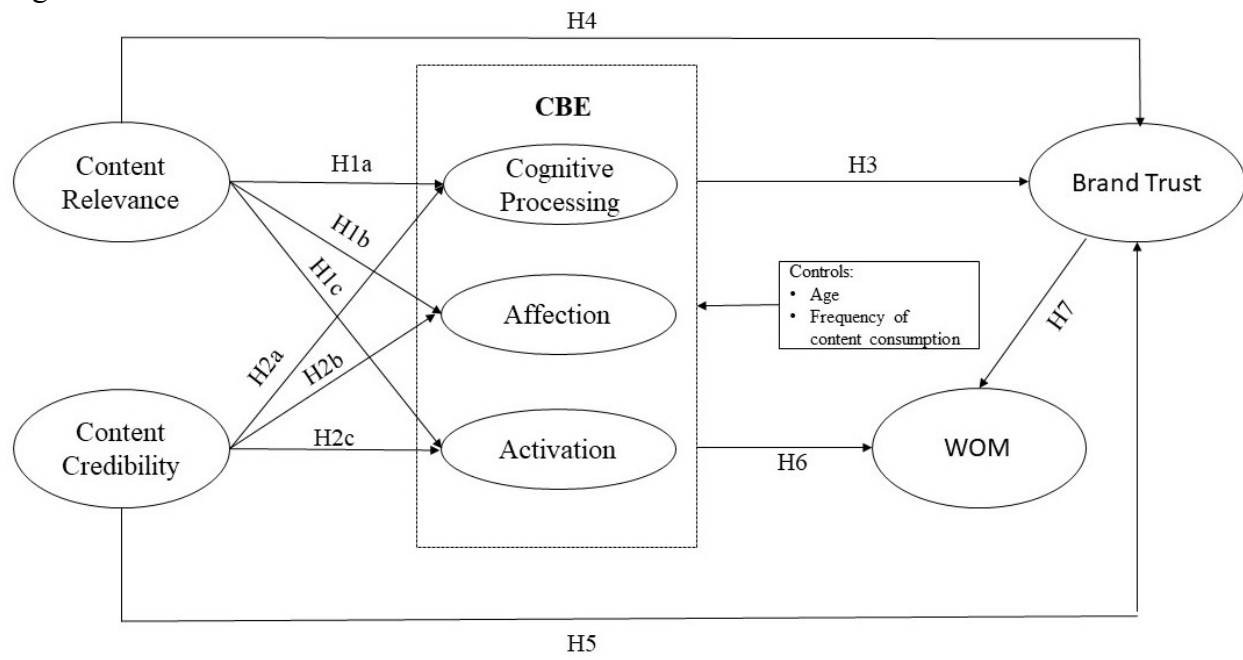 H4
CBE
Content
Relevance
H1a
Cognitive
Processing
H3
Brand Trust
H1b
H1c
Controls:
• Age
• Frequency of
content consumption
Affection
H7
H2a
H2b
Content
Credibility
H2c
Activation
H6
WOM
H5